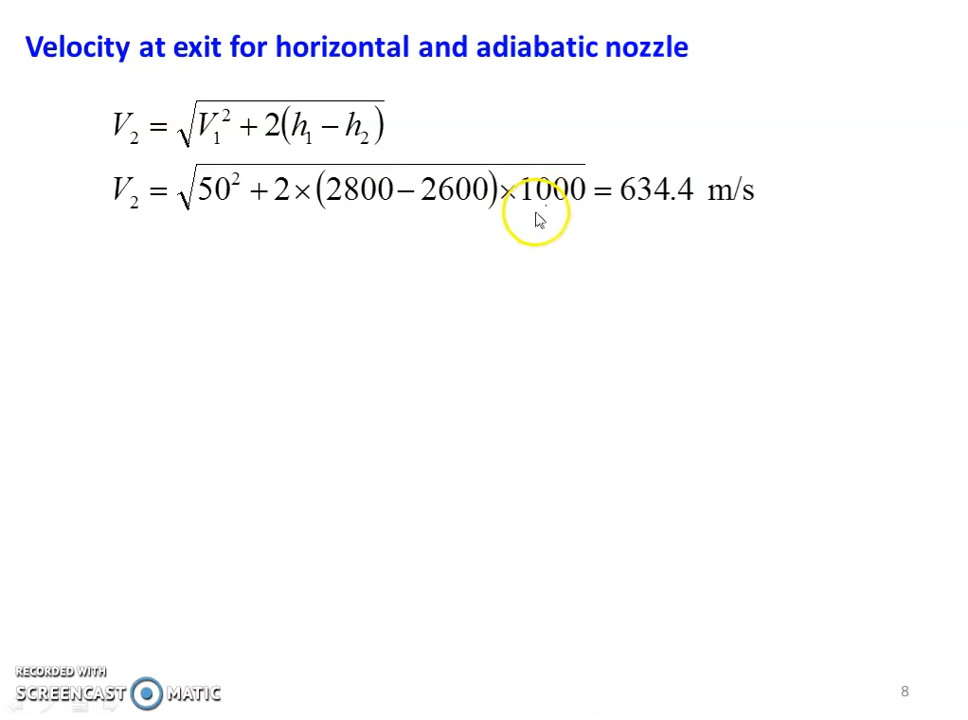 Velocity at exit for horizontal and adiabatic nozzle
V₂ = √(V₁² + 2(h₁ − h₂))
V₂ = √(50² + 2×(2800−2600)×1000) = 634.4 m/s
RECORDED WITH
SCREENCAST MATIC
8